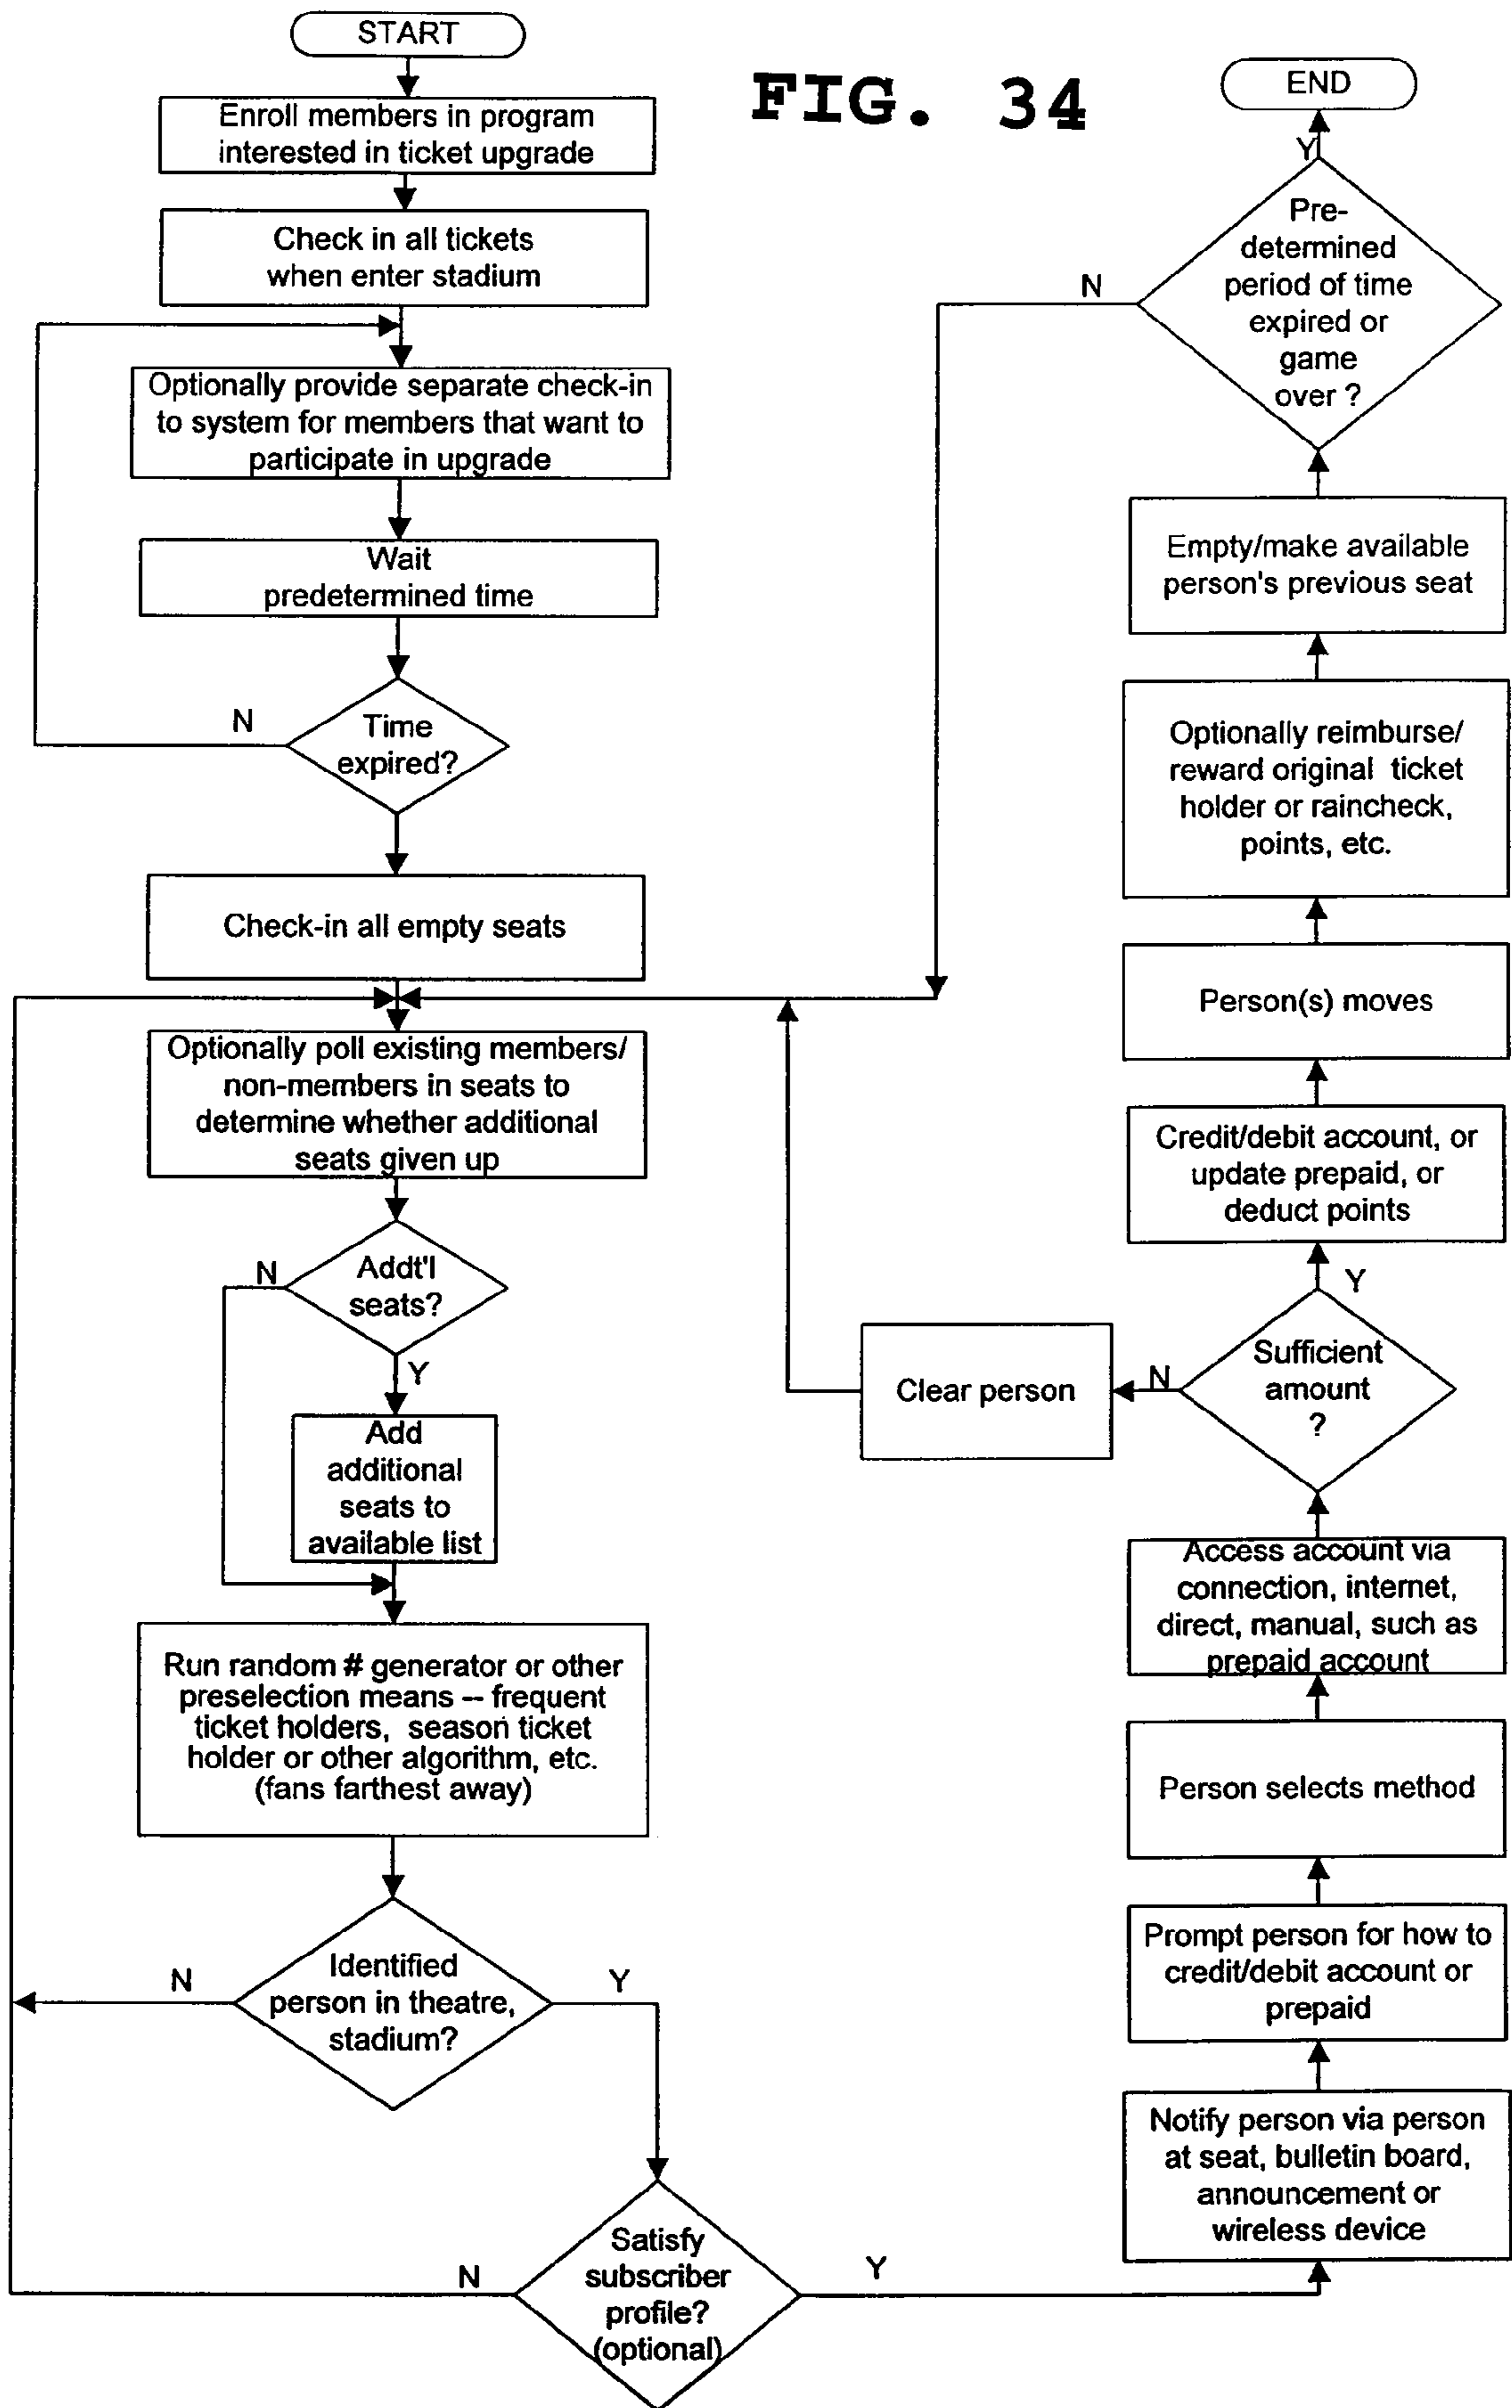 START
FIG. 34
Enroll members in program
interested in ticket upgrade
Check in all tickets
when enter stadium
Optionally provide separate check-in
to system for members that want to
participate in upgrade
Wait
predetermined time
N
Time
expired?
Check-in all empty seats
Optionally poll existing members/
non-members in seats to
determine whether additional
seats given up
N
Addt'l
seats?
Y
Add
additional
seats to
available list
Run random # generator or other
preselection means -- frequent
ticket holders, season ticket
holder or other algorithm, etc.
(fans farthest away)
N
Identified
person in theatre,
stadium?
Y
N
Satisfy
subscriber
profile?
(optional)
Y
END
Y
Pre-
determined
period of time
expired or
game
over ?
N
Empty/make available
person's previous seat
Optionally reimburse/
reward original ticket
holder or raincheck,
points, etc.
Person(s) moves
Credit/debit account, or
update prepaid, or
deduct points
Y
Sufficient
amount
?
N
Clear person
Access account via
connection, internet,
direct, manual, such as
prepaid account
Person selects method
Prompt person for how to
credit/debit account or
prepaid
Notify person via person
at seat, bulletin board,
announcement or
wireless device